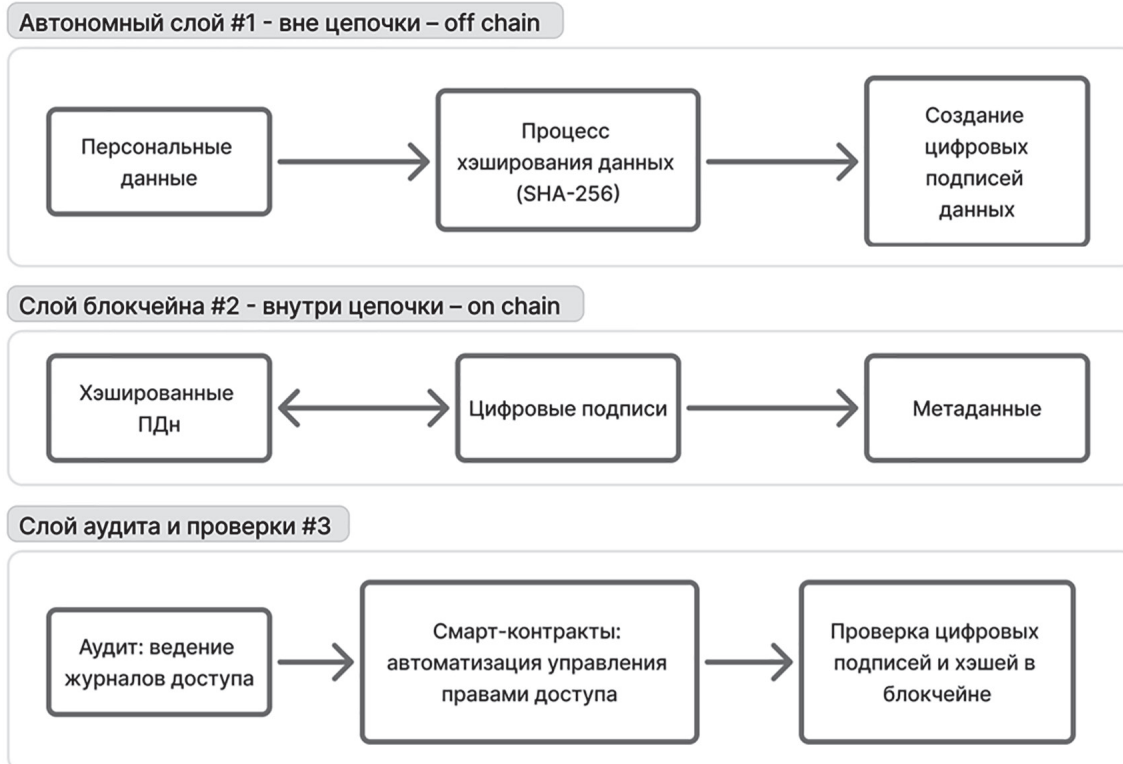 Автономный слой #1 - вне цепочки – off chain
Персональные
данные
Процесс
хэширования данных
(SHA-256)
Создание
цифровых
подписей
данных
Слой блокчейна #2 - внутри цепочки – on chain
Хэшированные
ПДн
Цифровые подписи
Метаданные
Слой аудита и проверки #3
Аудит: ведение
журналов доступа
Смарт-контракты:
автоматизация управления
правами доступа
Проверка цифровых
подписей и хэшей в
блокчейне